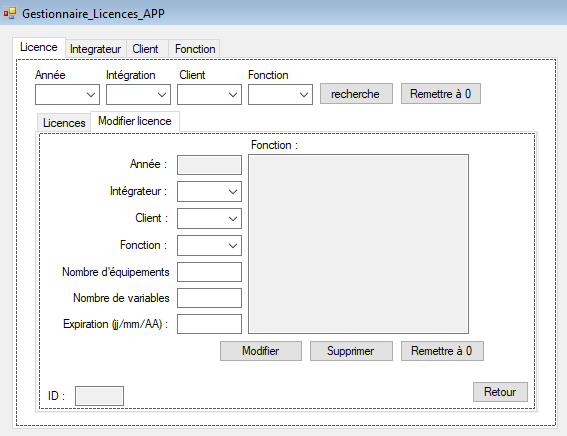 Gestionnaire_Licences_APP
Licence Integrateur Client Fonction
Année Intégration Client Fonction
recherche Remettre à 0
Licences Modifier licence
Fonction :
Année :
Intégrateur :
Client :
Fonction :
Nombre d'équipements
Nombre de variables
Expiration (jj/mm/AA) :
Modifier Supprimer Remettre à 0
Retour
ID :